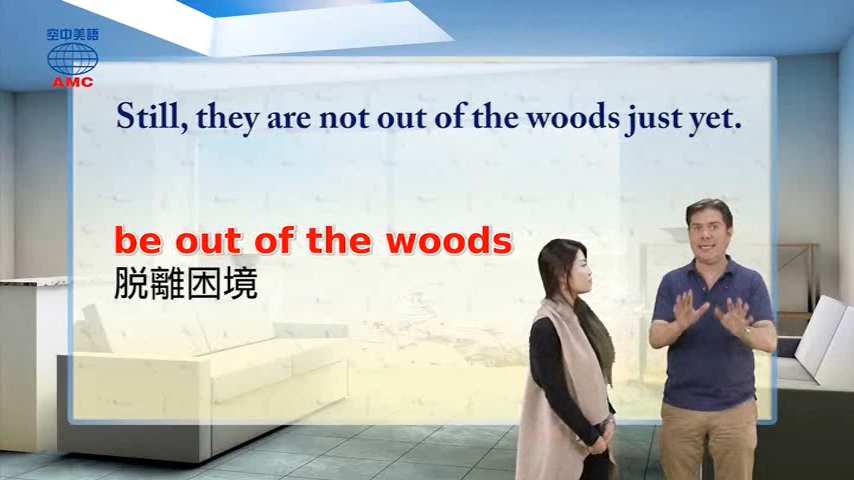 空中美語
AMC
Still, they are not out of the woods just yet.
be out of the woods
脱離困境